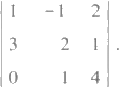 | 1 -1 2 |
| 3 2 1 |
| 0 1 4 | .